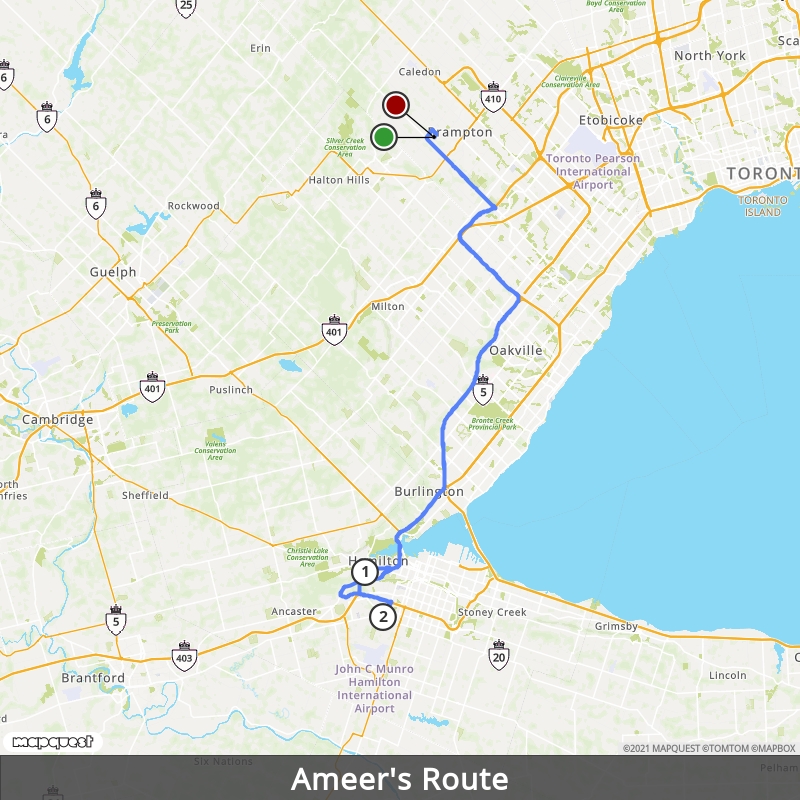 25
Erin
Boyd Conservation
Area
North York
Sca
6
Caledon
Claireville
Conservation Area
410
6
Etobicoke
rampton
Silver Creek
Conservation
Area
Toronto Pearson
International
Airport
TORONT
Halton Hills
TORONTO
ISLAND
6
Rockwood
Guelph
Milton
Preservation
Park
401
Oakville
401
Puslinch
5
Cambridge
Bronte Creek
Provincial Park
Valens
Conservation
Area
orth
mfries
Sheffield
Burlington
Christie Lake
Conservation
Area
Hamilton
1
Ancaster
2
Stoney Creek
5
Grimsby
403
20
John C Munro
Hamilton
International
Airport
Brantford
Lincoln
mapquest
©2021 MAPQUEST ©TOMTOM ©MAPBOX
Six Nations
Pelham
Ameer's Route